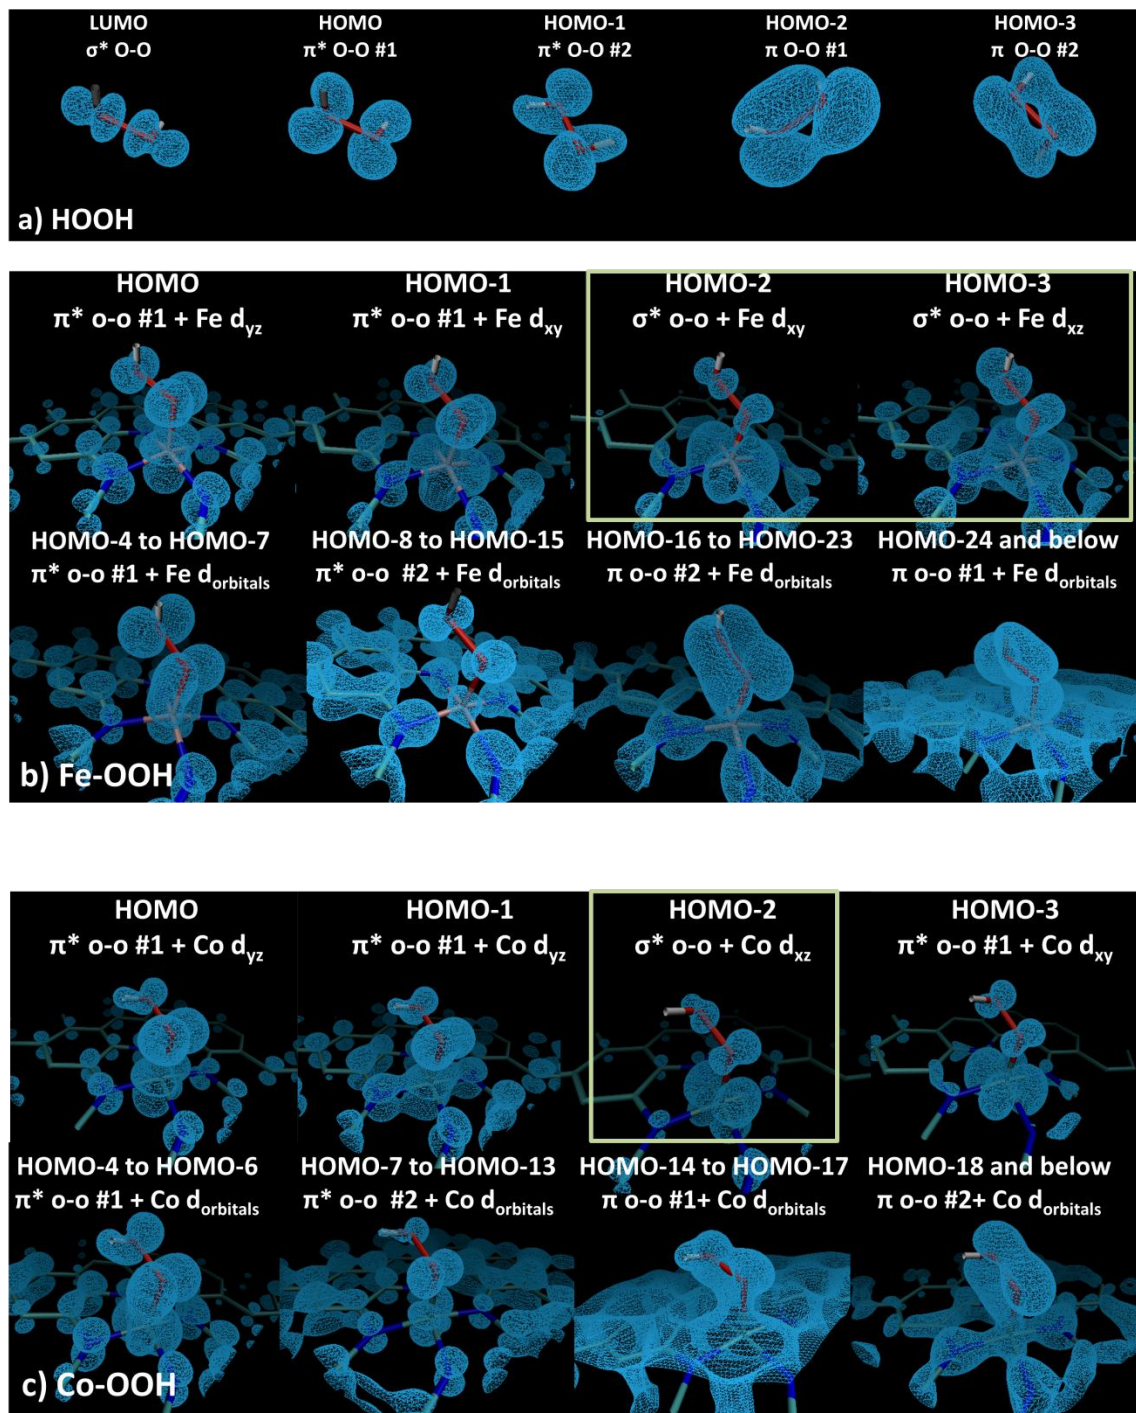 LUMO
σ* O-O
HOMO
π* O-O #1
HOMO-1
π* O-O #2
HOMO-2
π O-O #1
HOMO-3
π O-O #2
a) HOOH
HOMO
π* o-o #1 + Fe dyz
HOMO-1
π* o-o #1 + Fe dxy
HOMO-2
σ* o-o + Fe dxy
HOMO-3
σ* o-o + Fe dxz
HOMO-4 to HOMO-7
π* o-o #1 + Fe dorbitals
HOMO-8 to HOMO-15
π* o-o #2 + Fe dorbitals
HOMO-16 to HOMO-23
π o-o #2 + Fe dorbitals
HOMO-24 and below
π o-o #1 + Fe dorbitals
b) Fe-OOH
HOMO
π* o-o #1 + Co dyz
HOMO-1
π* o-o #1 + Co dyz
HOMO-2
σ* o-o + Co dxz
HOMO-3
π* o-o #1 + Co dxy
HOMO-4 to HOMO-6
π* o-o #1 + Co dorbitals
HOMO-7 to HOMO-13
π* o-o #2 + Co dorbitals
HOMO-14 to HOMO-17
π o-o #1+ Co dorbitals
HOMO-18 and below
π o-o #2+ Co dorbitals
c) Co-OOH